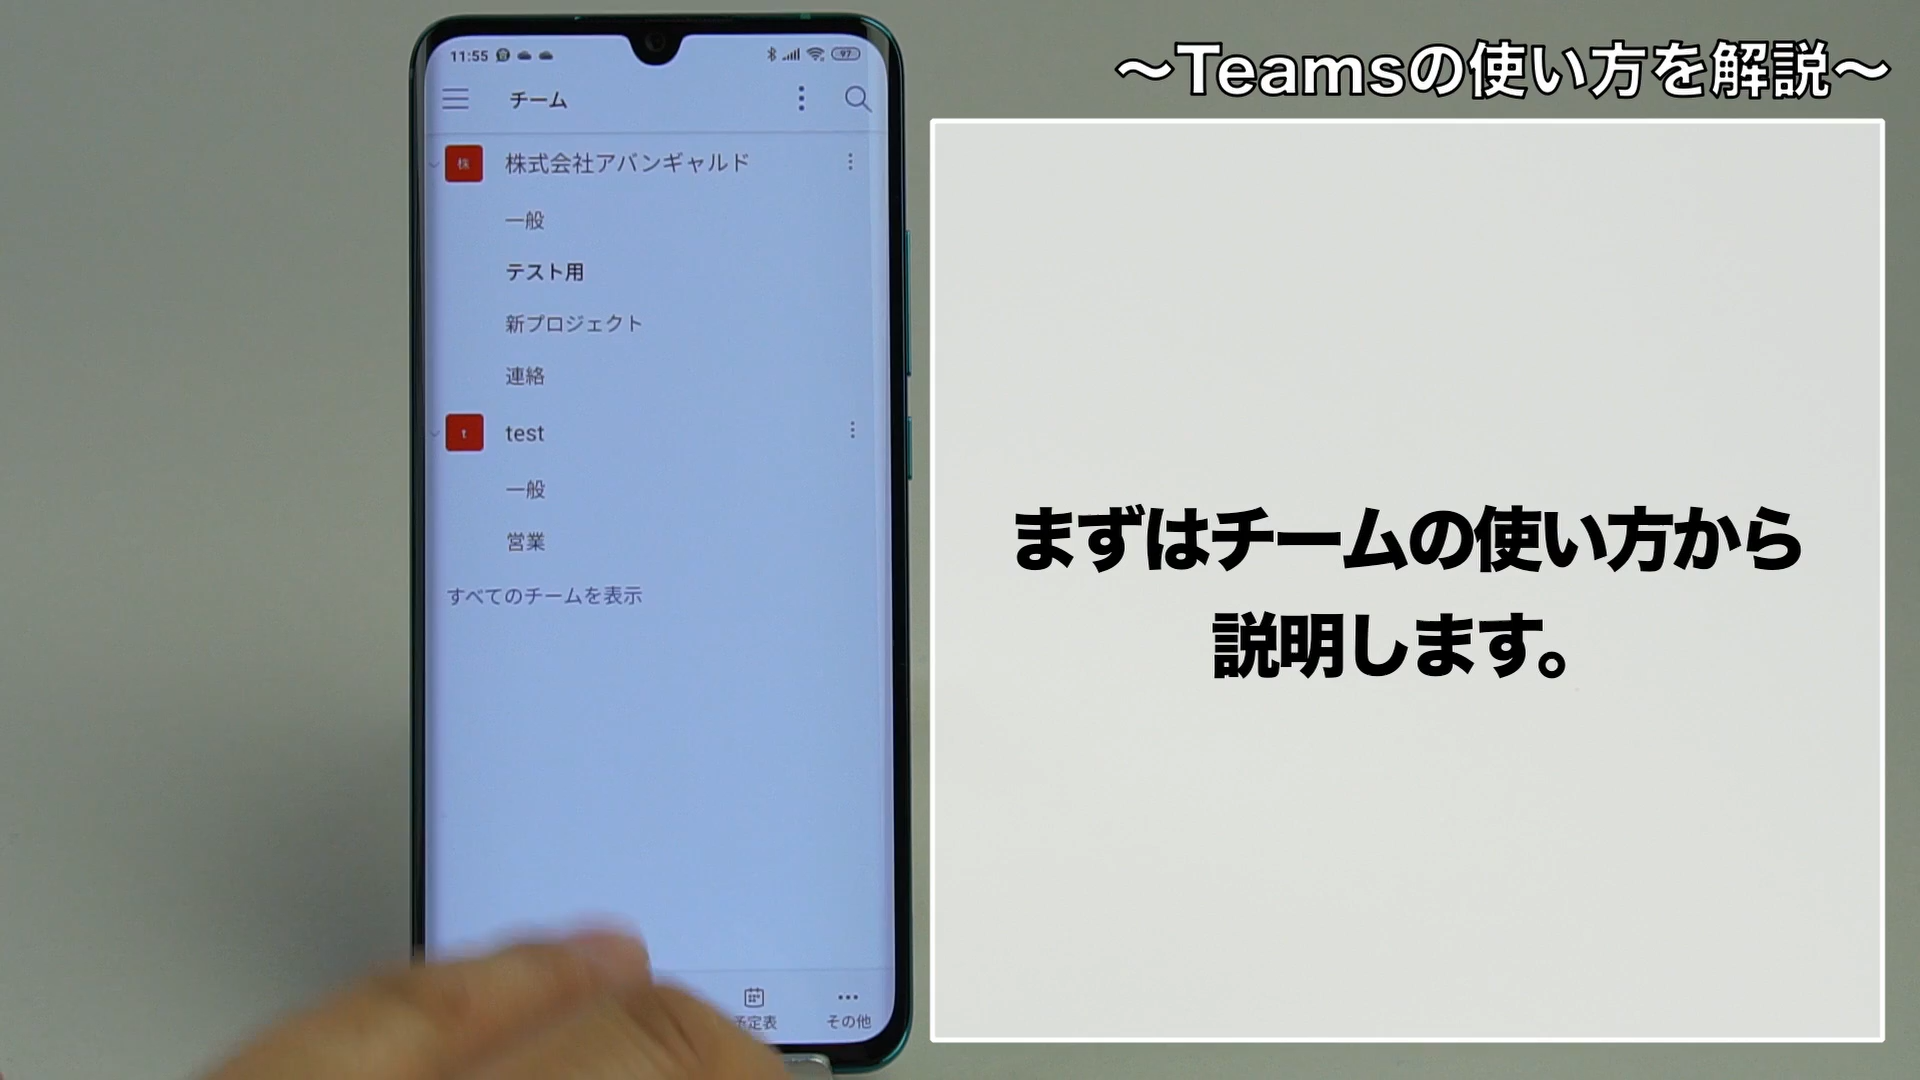 11:55
97
チーム
株
株式会社アバンギャルド
一般
テスト用
新プロジェクト
連絡
t
test
一般
営業
すべてのチームを表示
予定表
その他
〜Teamsの使い方を解説〜
まずはチームの使い方から
説明します。